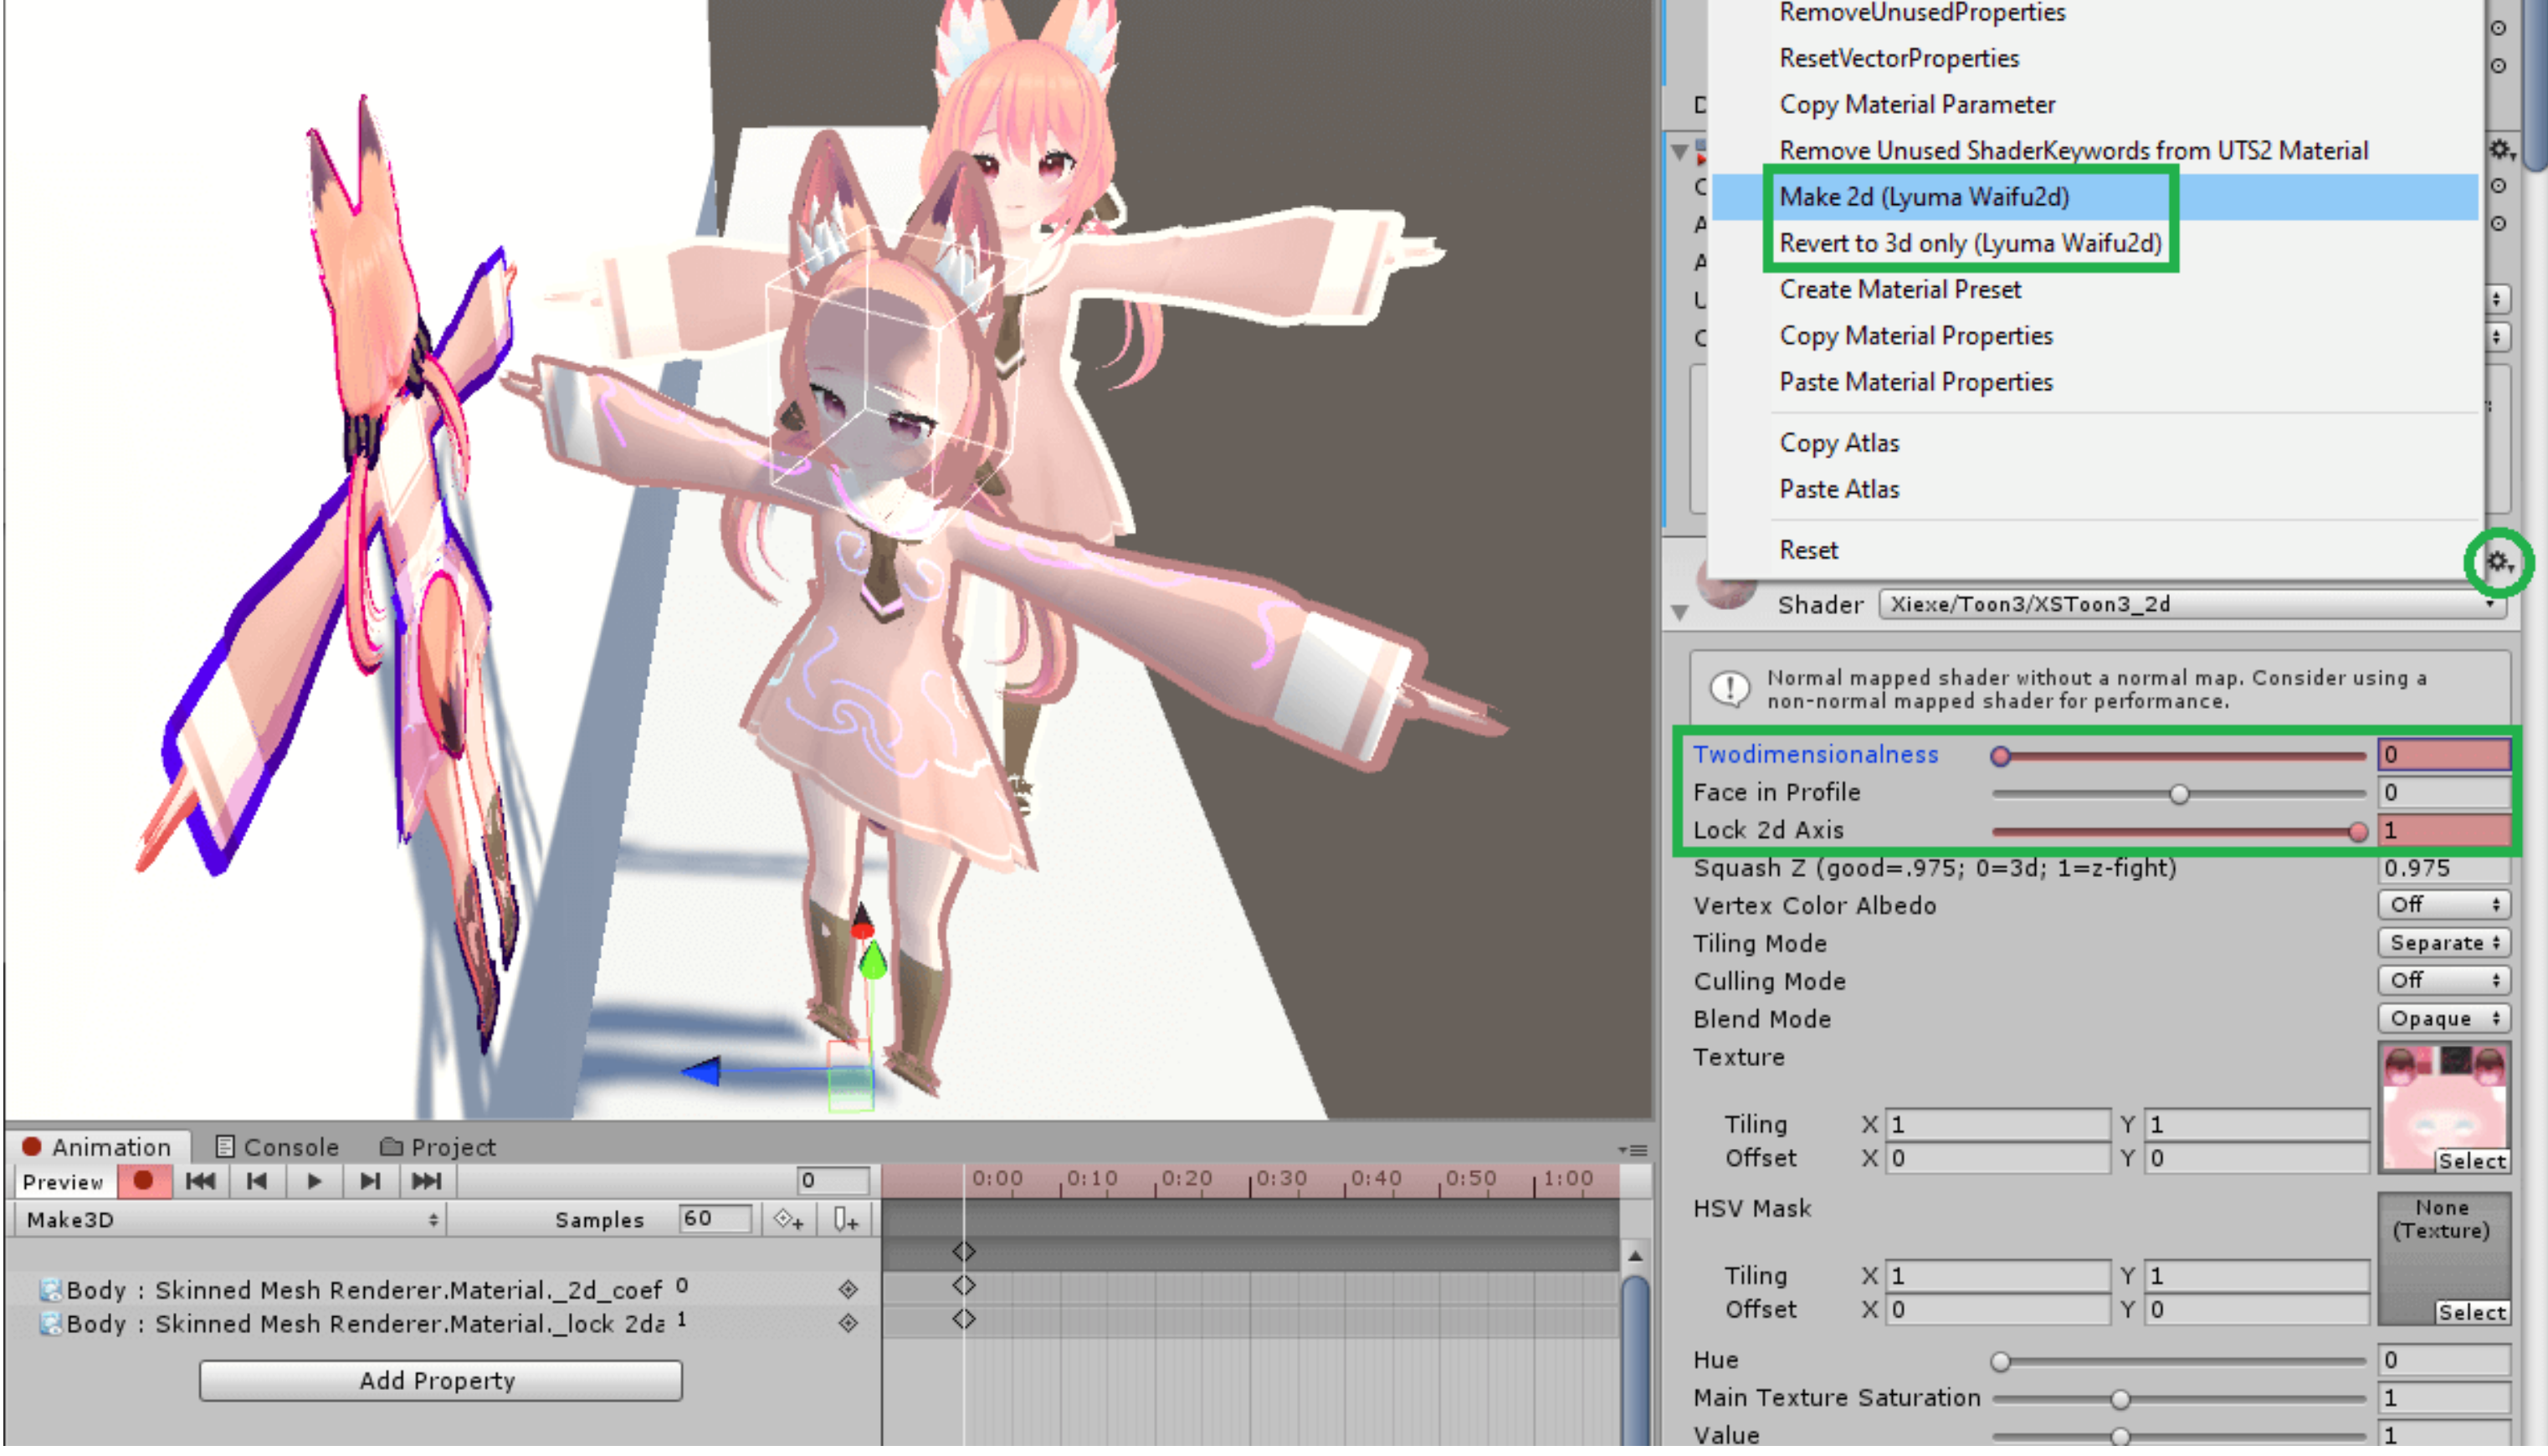 RemoveUnusedProperties
ResetVectorProperties
Copy Material Parameter
Remove Unused ShaderKeywords from UTS2 Material
Make 2d (Lyuma Waifu2d)
Revert to 3d only (Lyuma Waifu2d)
Create Material Preset
Copy Material Properties
Paste Material Properties
Copy Atlas
Paste Atlas
Reset
Shader Xiexe/Toon3/XSToon3_2d
Normal mapped shader without a normal map. Consider using a
non-normal mapped shader for performance.
Twodimensionalness 0
Face in Profile 0
Lock 2d Axis 1
Squash Z (good=.975; 0=3d; 1=z-fight) 0.975
Vertex Color Albedo Off
Tiling Mode Separate
Culling Mode Off
Blend Mode Opaque
Texture
Tiling X 1 Y 1
Offset X 0 Y 0
Select
HSV Mask
None
(Texture)
Tiling X 1 Y 1
Offset X 0 Y 0
Select
Hue 0
Main Texture Saturation 1
Value 1
Animation Console Project
Preview 0 0:00 0:10 0:20 0:30 0:40 0:50 1:00
Make3D Samples 60
Body : Skinned Mesh Renderer.Material._2d_coef 0
Body : Skinned Mesh Renderer.Material._lock 2da 1
Add Property